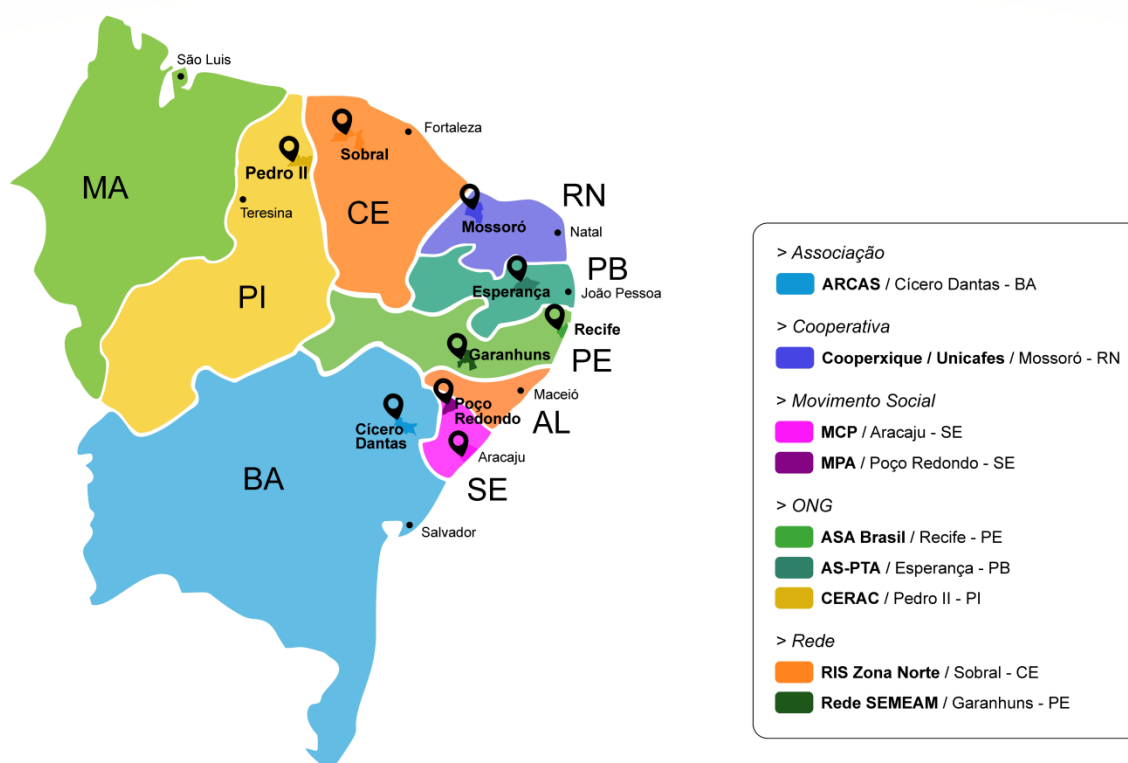 São Luis
Fortaleza
Sobral
Pedro II
MA
RN
Teresina
CE
Mossoró
Natal
PB
Esperança
João Pessoa
PI
Recife
Garanhuns
PE
Maceió
Poço
Redondo
AL
Cícero
Dantas
Aracaju
BA
SE
Salvador
> Associação
ARCAS / Cícero Dantas - BA
> Cooperativa
Cooperxique / Unicafes / Mossoró - RN
> Movimento Social
MCP / Aracaju - SE
MPA / Poço Redondo - SE
> ONG
ASA Brasil / Recife - PE
AS-PTA / Esperança - PB
CERAC / Pedro II - PI
> Rede
RIS Zona Norte / Sobral - CE
Rede SEMEAM / Garanhuns - PE